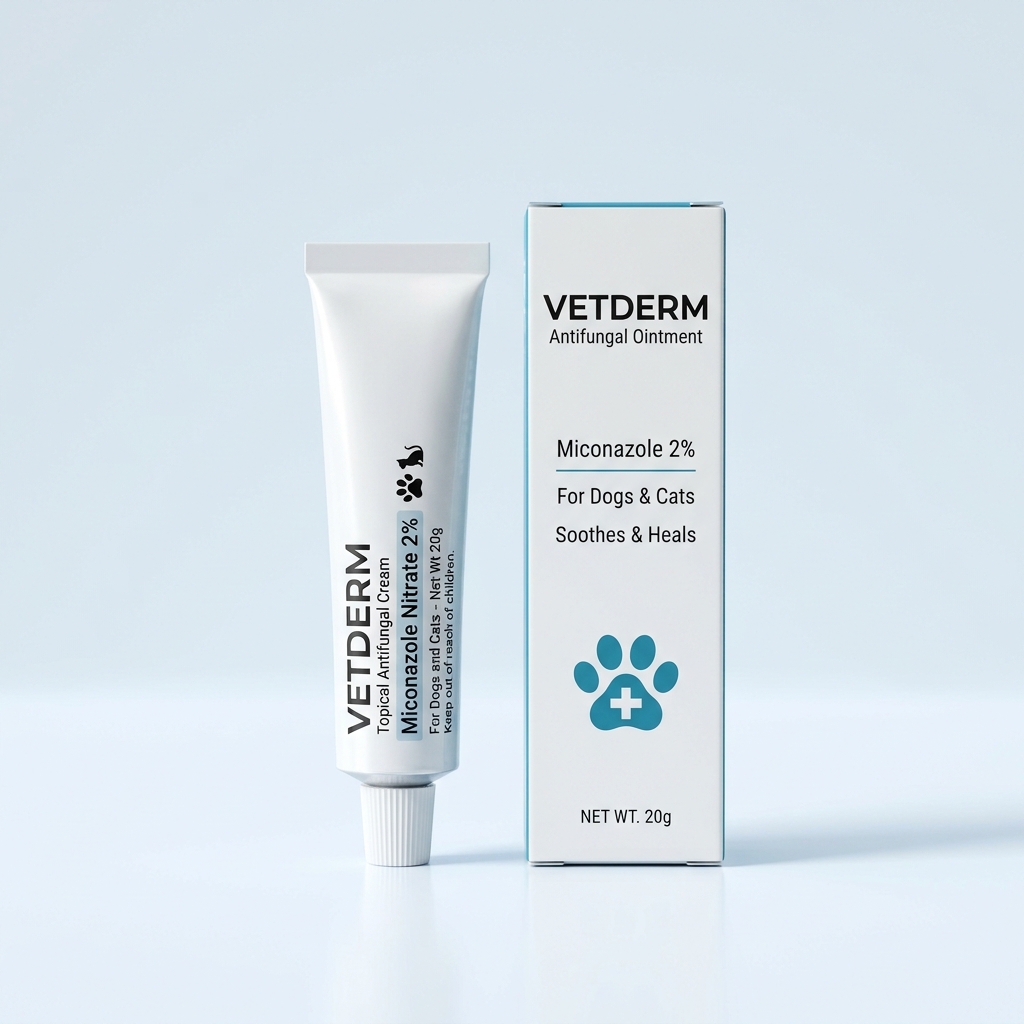 VETDERM
Topical Antifungal Cream
Miconazole Nitrate 2%
For Dogs and Cats - Net Wt 20g
Keep out of reach of children.
VETDERM
Antifungal Ointment
Miconazole 2%
For Dogs & Cats
Soothes & Heals
NET WT. 20g